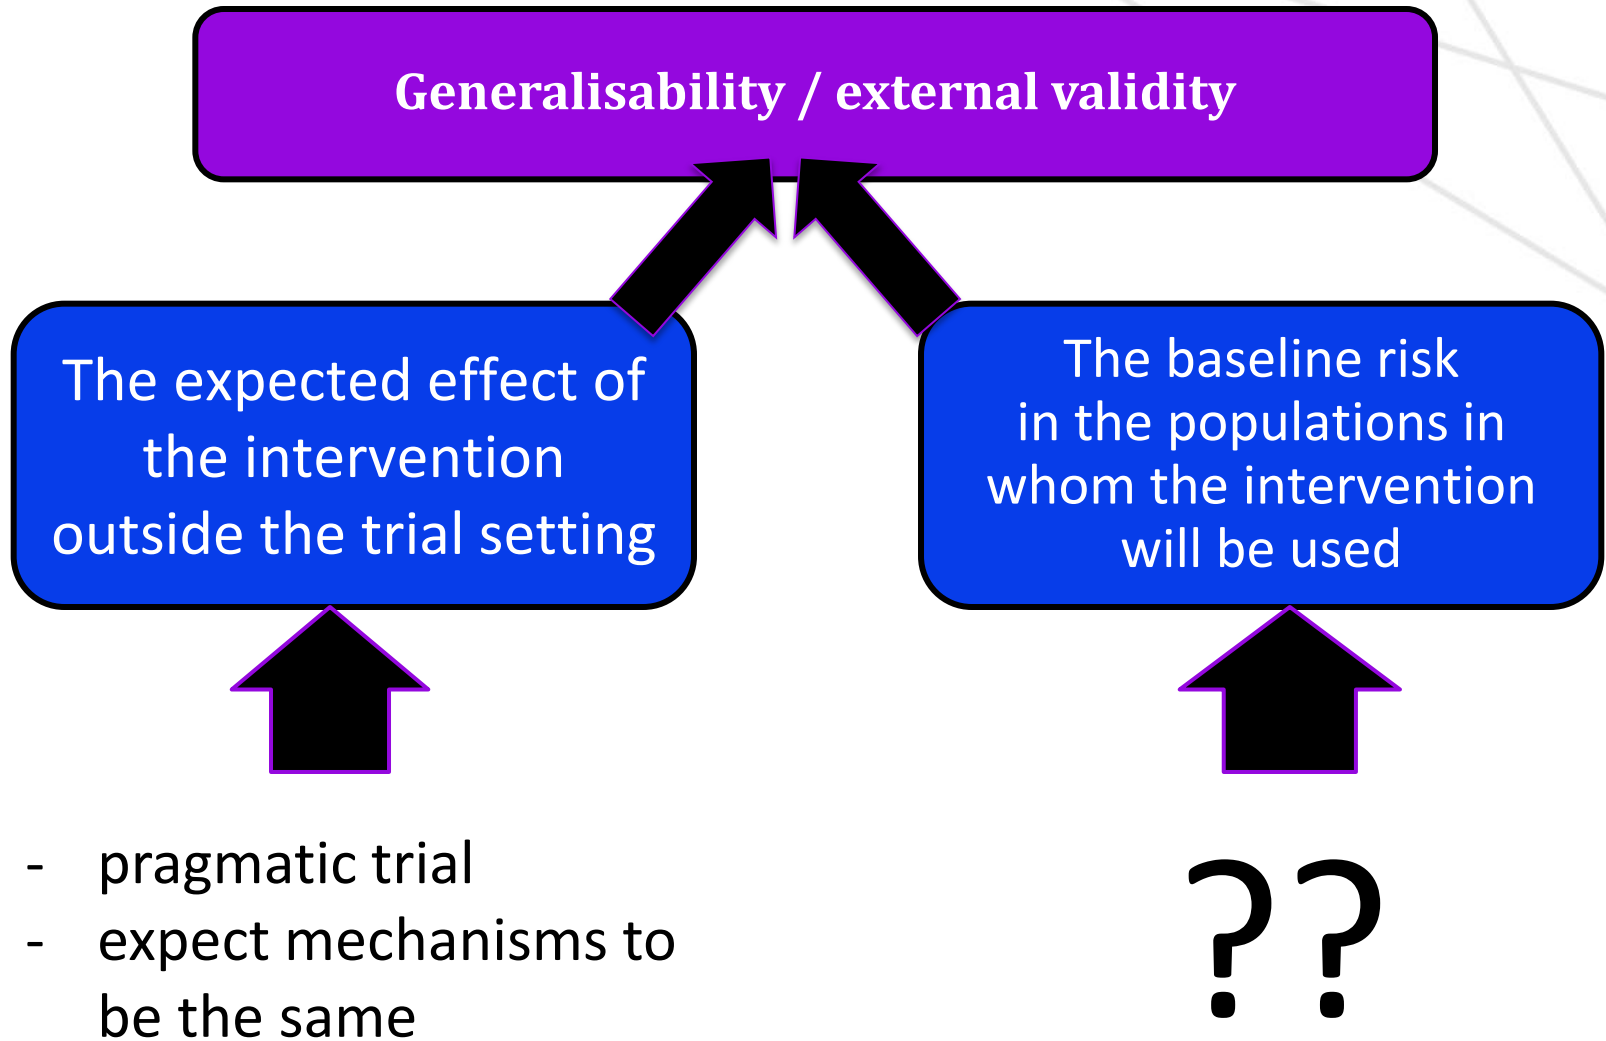 Generalisability / external validity
The expected effect of
the intervention
outside the trial setting
The baseline risk
in the populations in
whom the intervention
will be used
- pragmatic trial
- expect mechanisms to
be the same
??